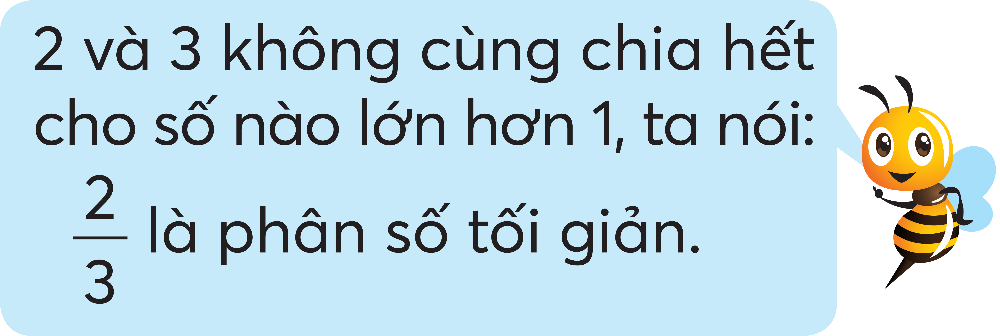 2 và 3 không cùng chia hết
cho số nào lớn hơn 1, ta nói:
2/3 là phân số tối giản.